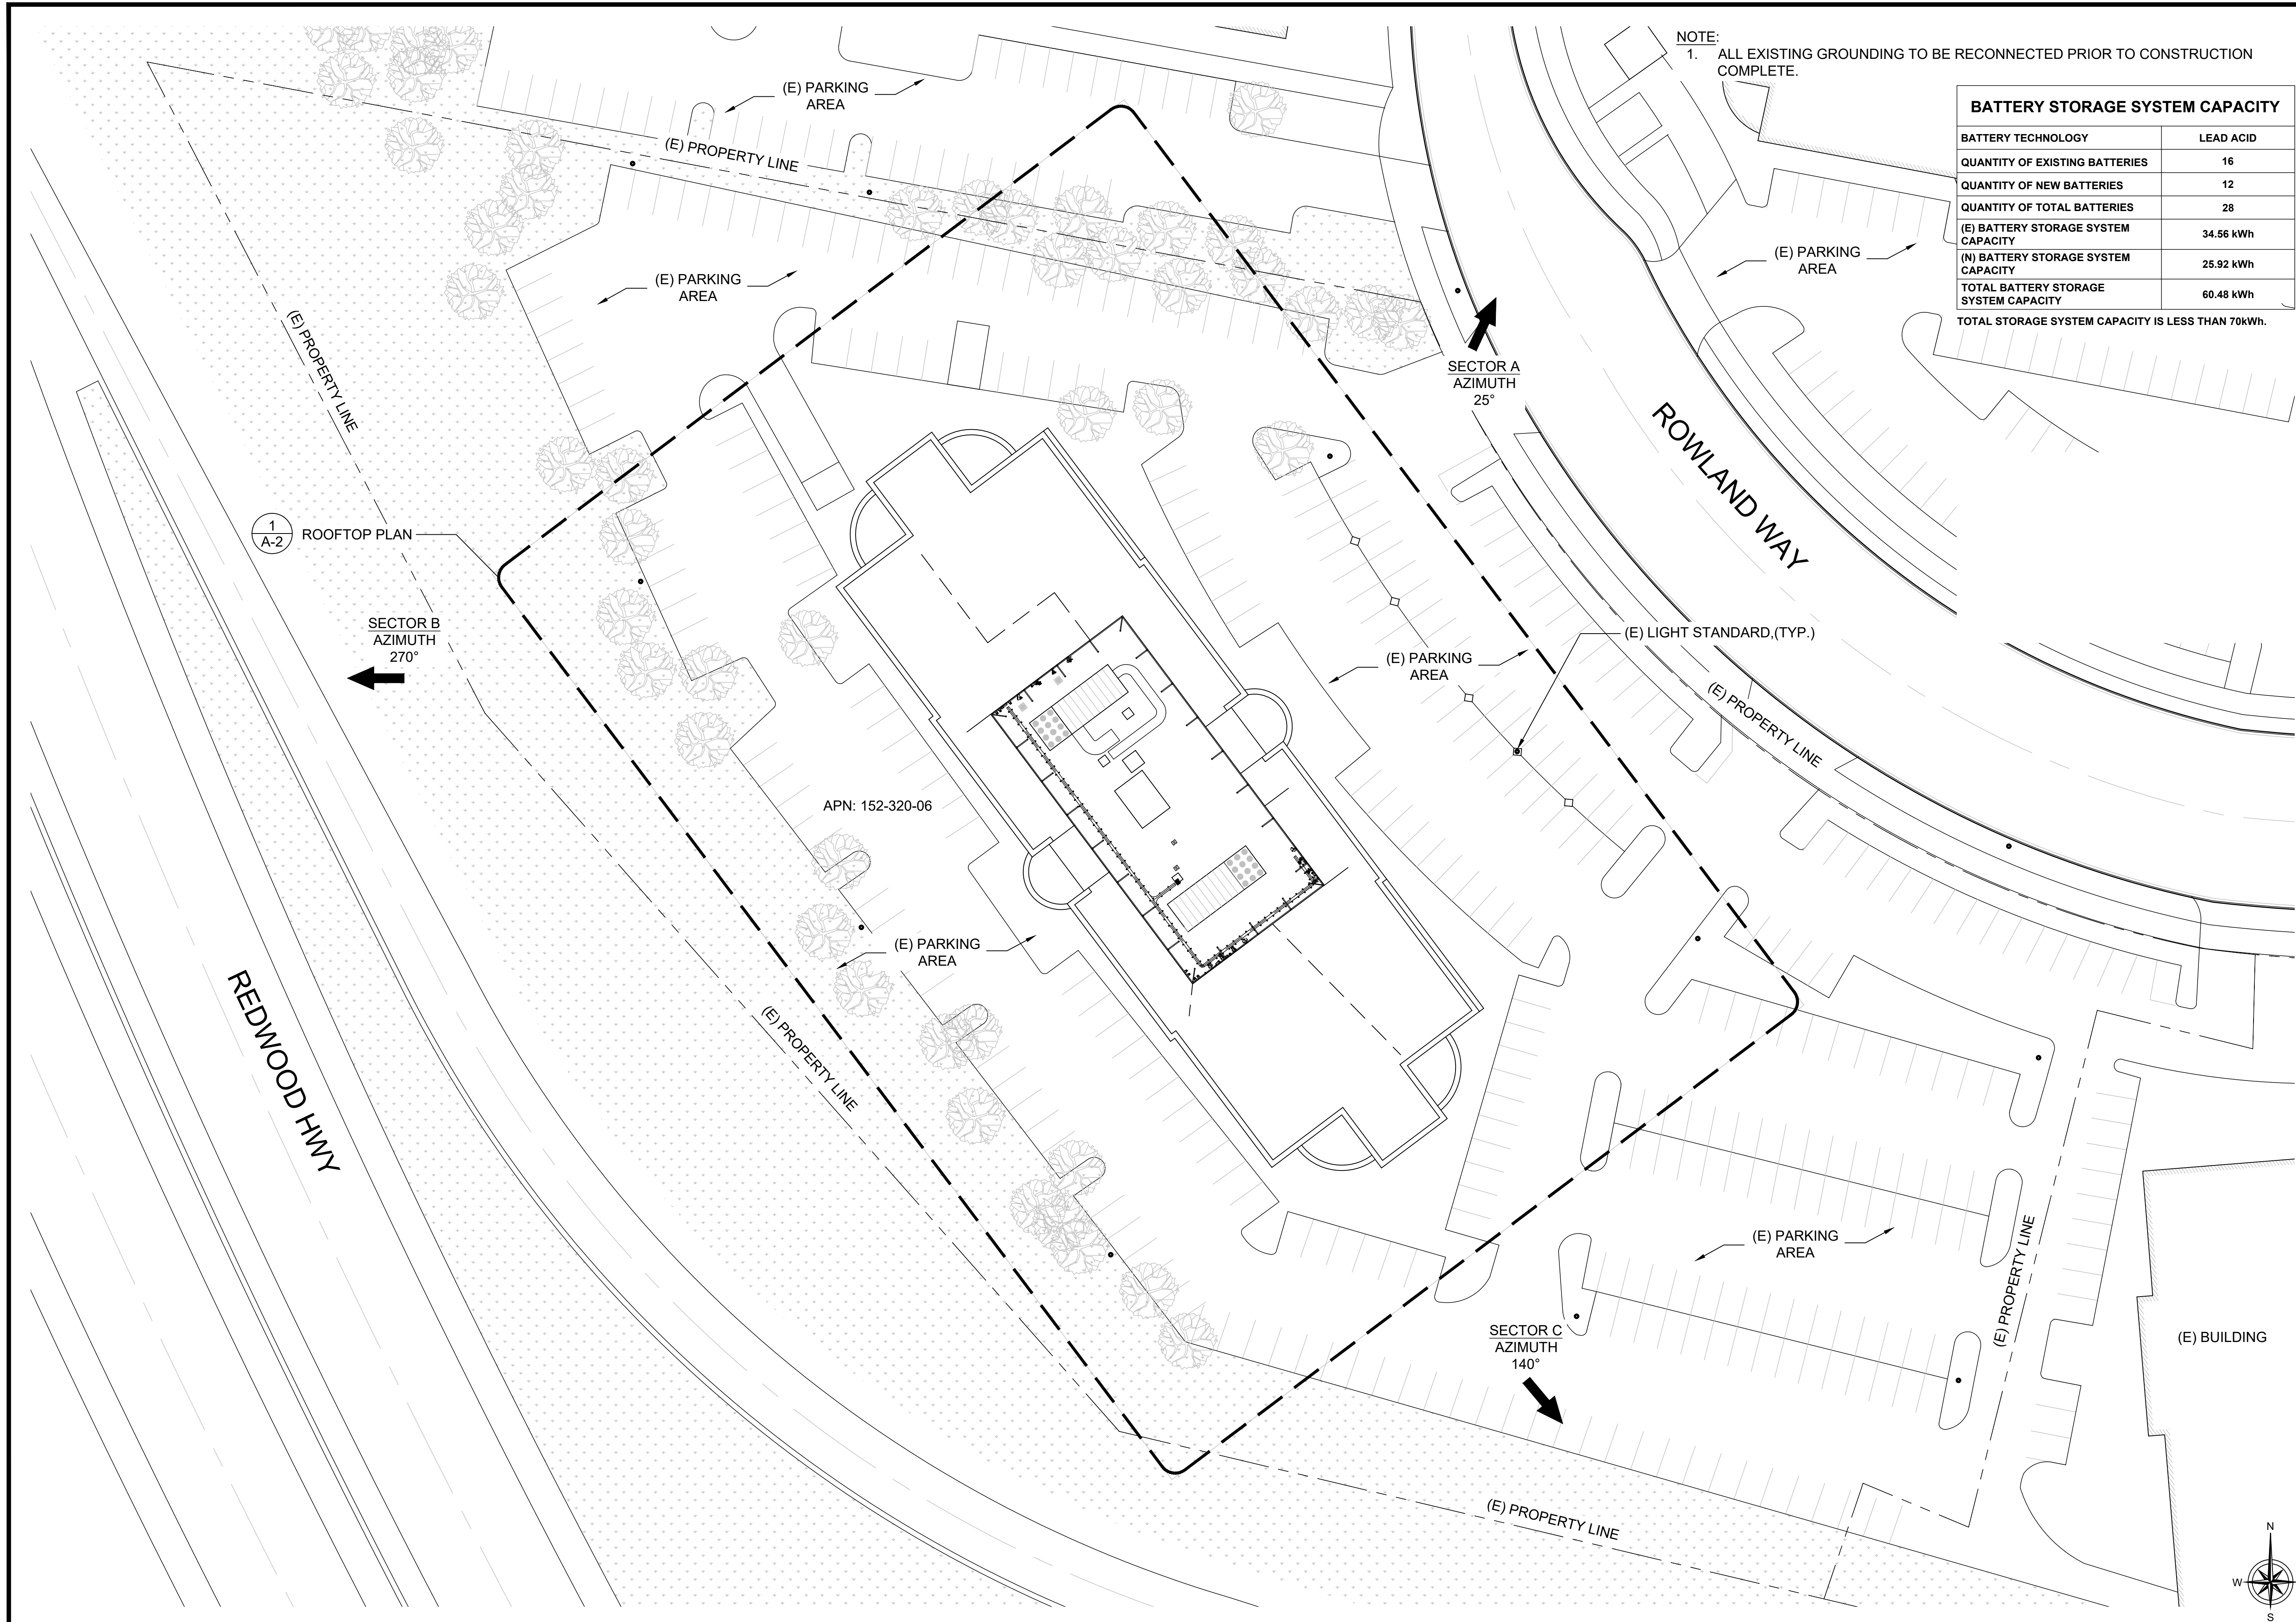 NOTE:
1. ALL EXISTING GROUNDING TO BE RECONNECTED PRIOR TO CONSTRUCTION
COMPLETE.
BATTERY STORAGE SYSTEM CAPACITY
BATTERY TECHNOLOGY LEAD ACID
QUANTITY OF EXISTING BATTERIES 16
QUANTITY OF NEW BATTERIES 12
QUANTITY OF TOTAL BATTERIES 28
(E) BATTERY STORAGE SYSTEM
CAPACITY 34.56 kWh
(N) BATTERY STORAGE SYSTEM
CAPACITY 25.92 kWh
TOTAL BATTERY STORAGE
SYSTEM CAPACITY 60.48 kWh
TOTAL STORAGE SYSTEM CAPACITY IS LESS THAN 70kWh.
(E) PARKING
AREA
(E) PROPERTY LINE
(E) PARKING
AREA
(E) PARKING
AREA
(E) PROPERTY LINE
SECTOR A
AZIMUTH
25°
ROWLAND WAY
1
A-2
ROOFTOP PLAN
SECTOR B
AZIMUTH
270°
(E) LIGHT STANDARD,(TYP.)
(E) PARKING
AREA
(E) PROPERTY LINE
APN: 152-320-06
(E) PARKING
AREA
(E) PROPERTY LINE
REDWOOD HWY
(E) PARKING
AREA
(E) PROPERTY LINE
SECTOR C
AZIMUTH
140°
(E) BUILDING
(E) PROPERTY LINE
N
W
S